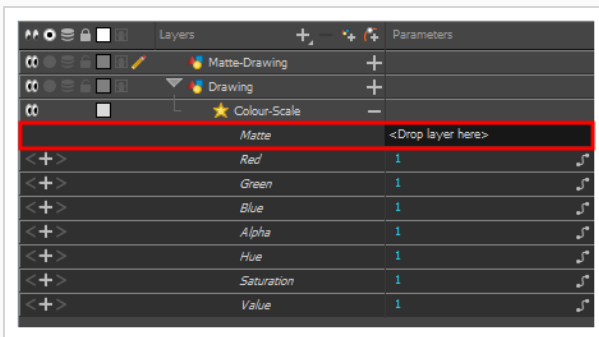 Layers Parameters
Matte-Drawing
Drawing
Colour-Scale
Matte <Drop layer here>
Red 1
Green 1
Blue 1
Alpha 1
Hue 1
Saturation 1
Value 1